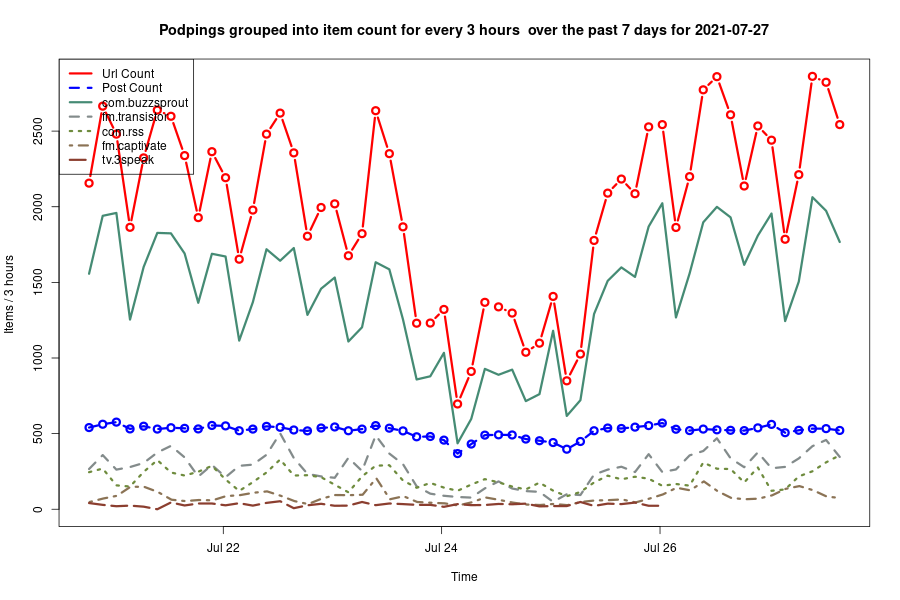 Podpings grouped into item count for every 3 hours  over the past 7 days for 2021-07-27
Url Count
Post Count
com.buzzsprout
fm.transistor
com.rss
fm.captivate
tv.3speak
Items / 3 hours
2500
2000
1500
1000
500
0
Jul 22
Jul 24
Jul 26
Time